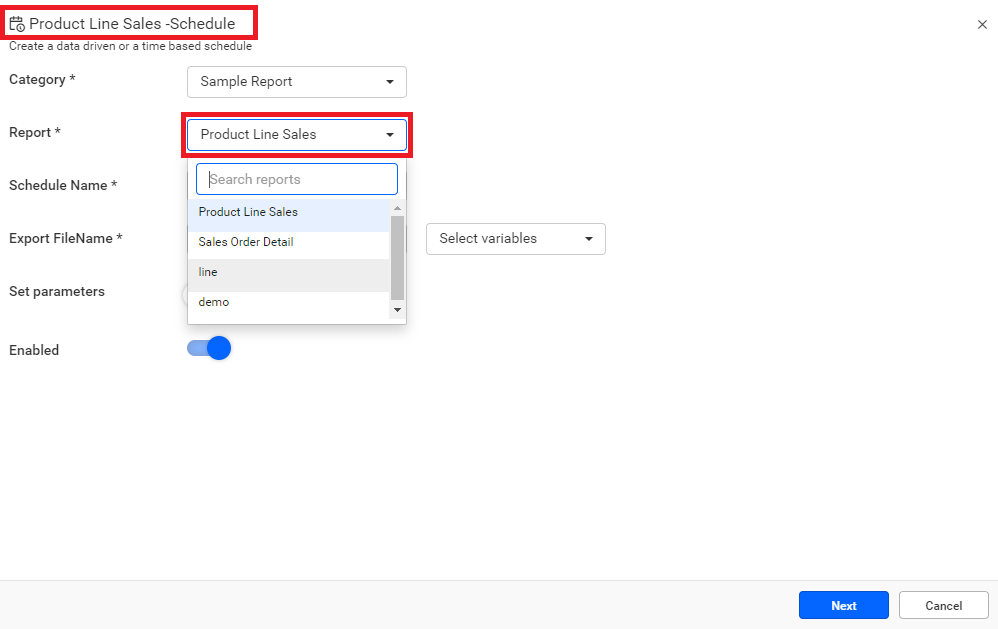 Product Line Sales -Schedule
Create a data driven or a time based schedule
Category *
Sample Report
Report *
Product Line Sales
Search reports
Product Line Sales
Sales Order Detail
line
demo
Schedule Name *
Export FileName *
Select variables
Set parameters
Enabled
Next
Cancel